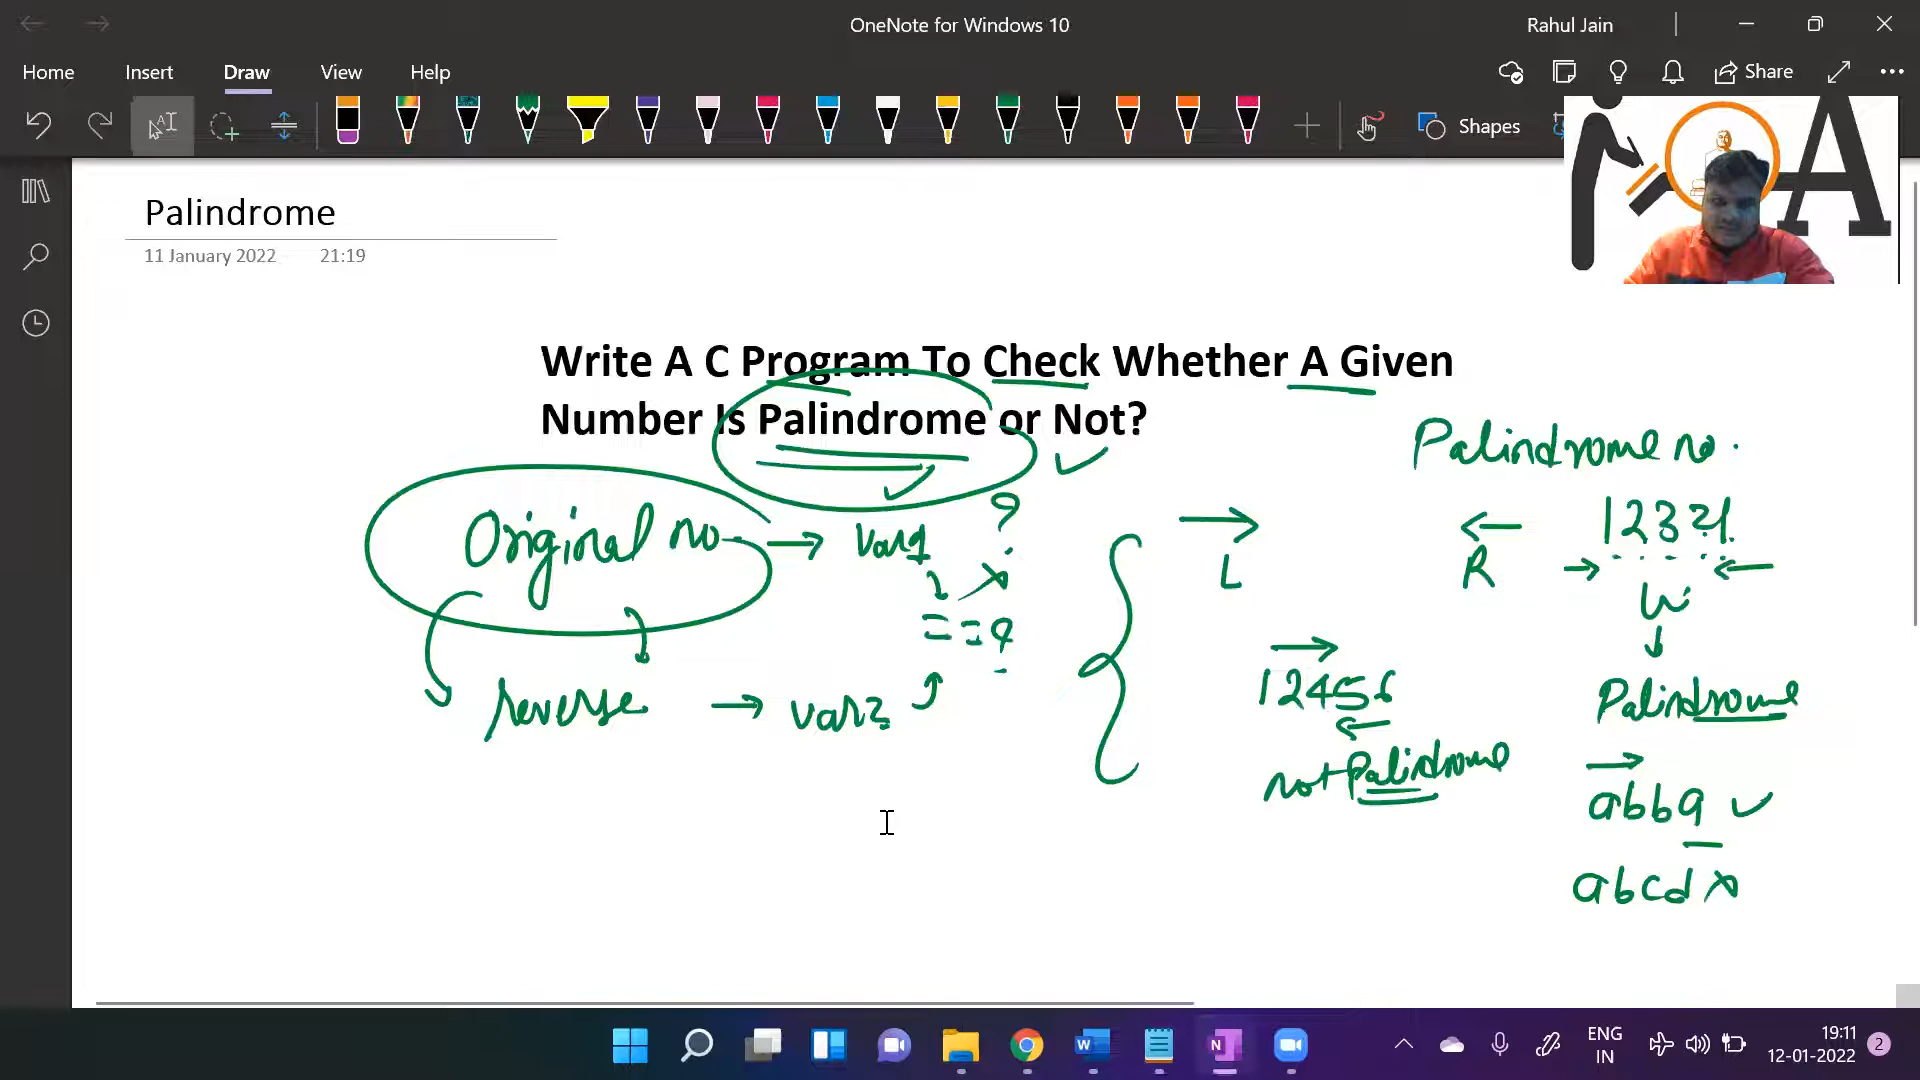 OneNote for Windows 10
Rahul Jain
Home Insert Draw View Help
Share
Shapes
A
Palindrome
11 January 2022 21:19
Write A C Program To Check Whether A Given
Number Is Palindrome or Not?
Palindrome no.
Original no → var1
?
L
R
12321
== ?
reverse → var2
12456
not Palindrome
Palindrome
abba ✓
abcd x
ENG
IN
19:11
12-01-2022
2